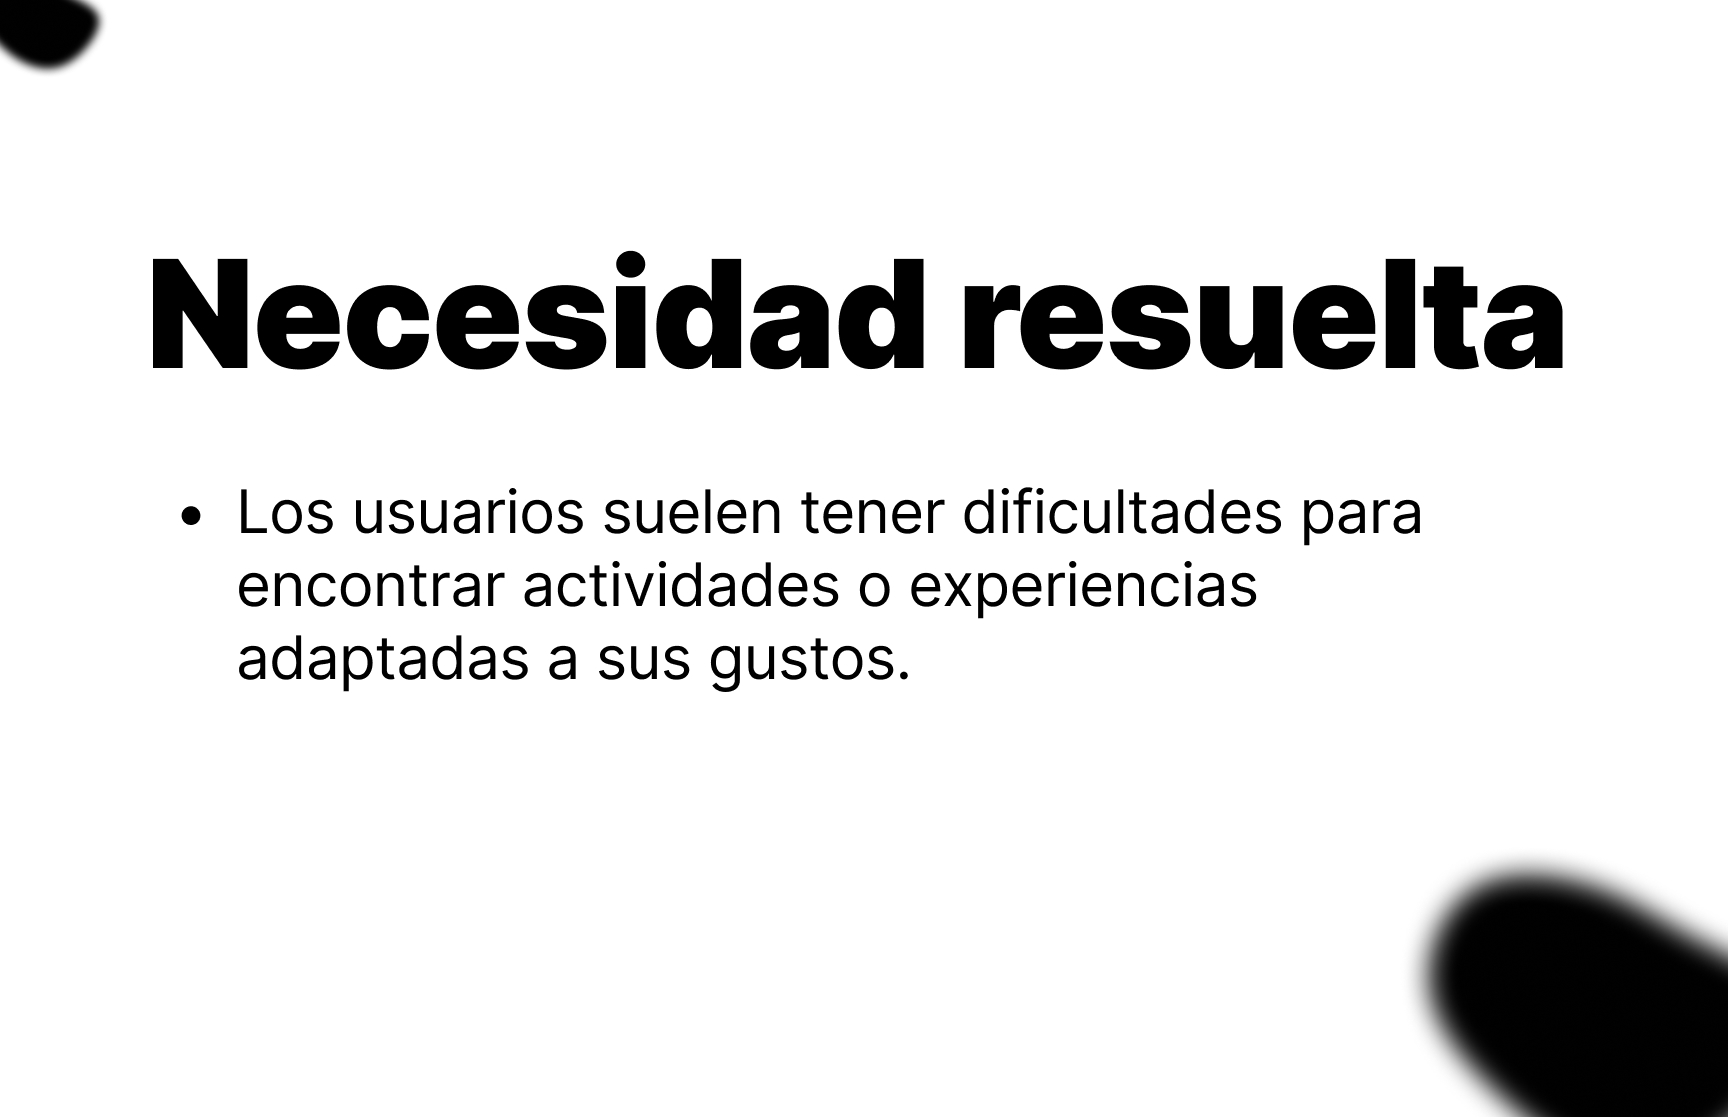 Necesidad resuelta
• Los usuarios suelen tener dificultades para
encontrar actividades o experiencias
adaptadas a sus gustos.